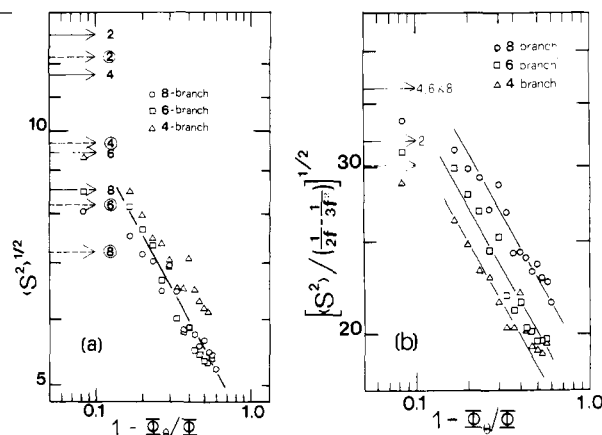 2
2
4
4
6
8
6
8
○ 8-branch
□ 6-branch
△ 4-branch
10
5
⟨S²⟩^1/2
(a)
0.1
1.0
1 - Φθ/Φ
4,6&8
2
○ 8 branch
□ 6 branch
△ 4 branch
30
20
[⟨S²⟩/(1/2f - 1/3f²)]^1/2
(b)
0.1
1.0
1 - Φθ/Φ